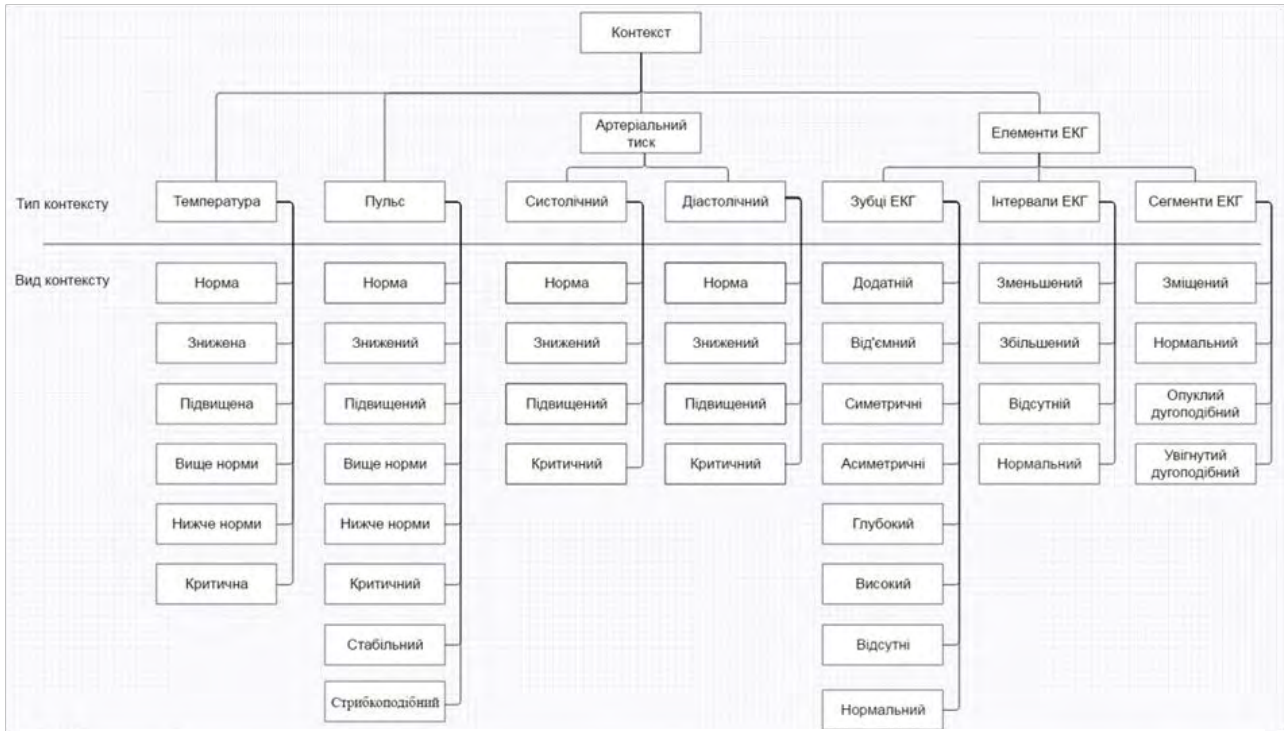 Контекст
Артеріальний
тиск
Елементи ЕКГ
Тип контексту
Температура
Пульс
Систолічний
Діастолічний
Зубці ЕКГ
Інтервали ЕКГ
Сегменти ЕКГ
Вид контексту
Норма
Норма
Норма
Норма
Додатній
Зменьшений
Зміщений
Знижена
Знижений
Знижений
Знижений
Від'ємний
Збільшений
Нормальний
Підвищена
Підвищений
Підвищений
Підвищений
Симетричні
Відсутній
Опуклий
дугоподібний
Вище норми
Вище норми
Критичний
Критичний
Асиметричні
Нормальний
Увігнутий
дугоподібний
Нижче норми
Нижче норми
Глубокий
Критична
Критичний
Високий
Стабільний
Відсутні
Стрибкоподібний
Нормальний